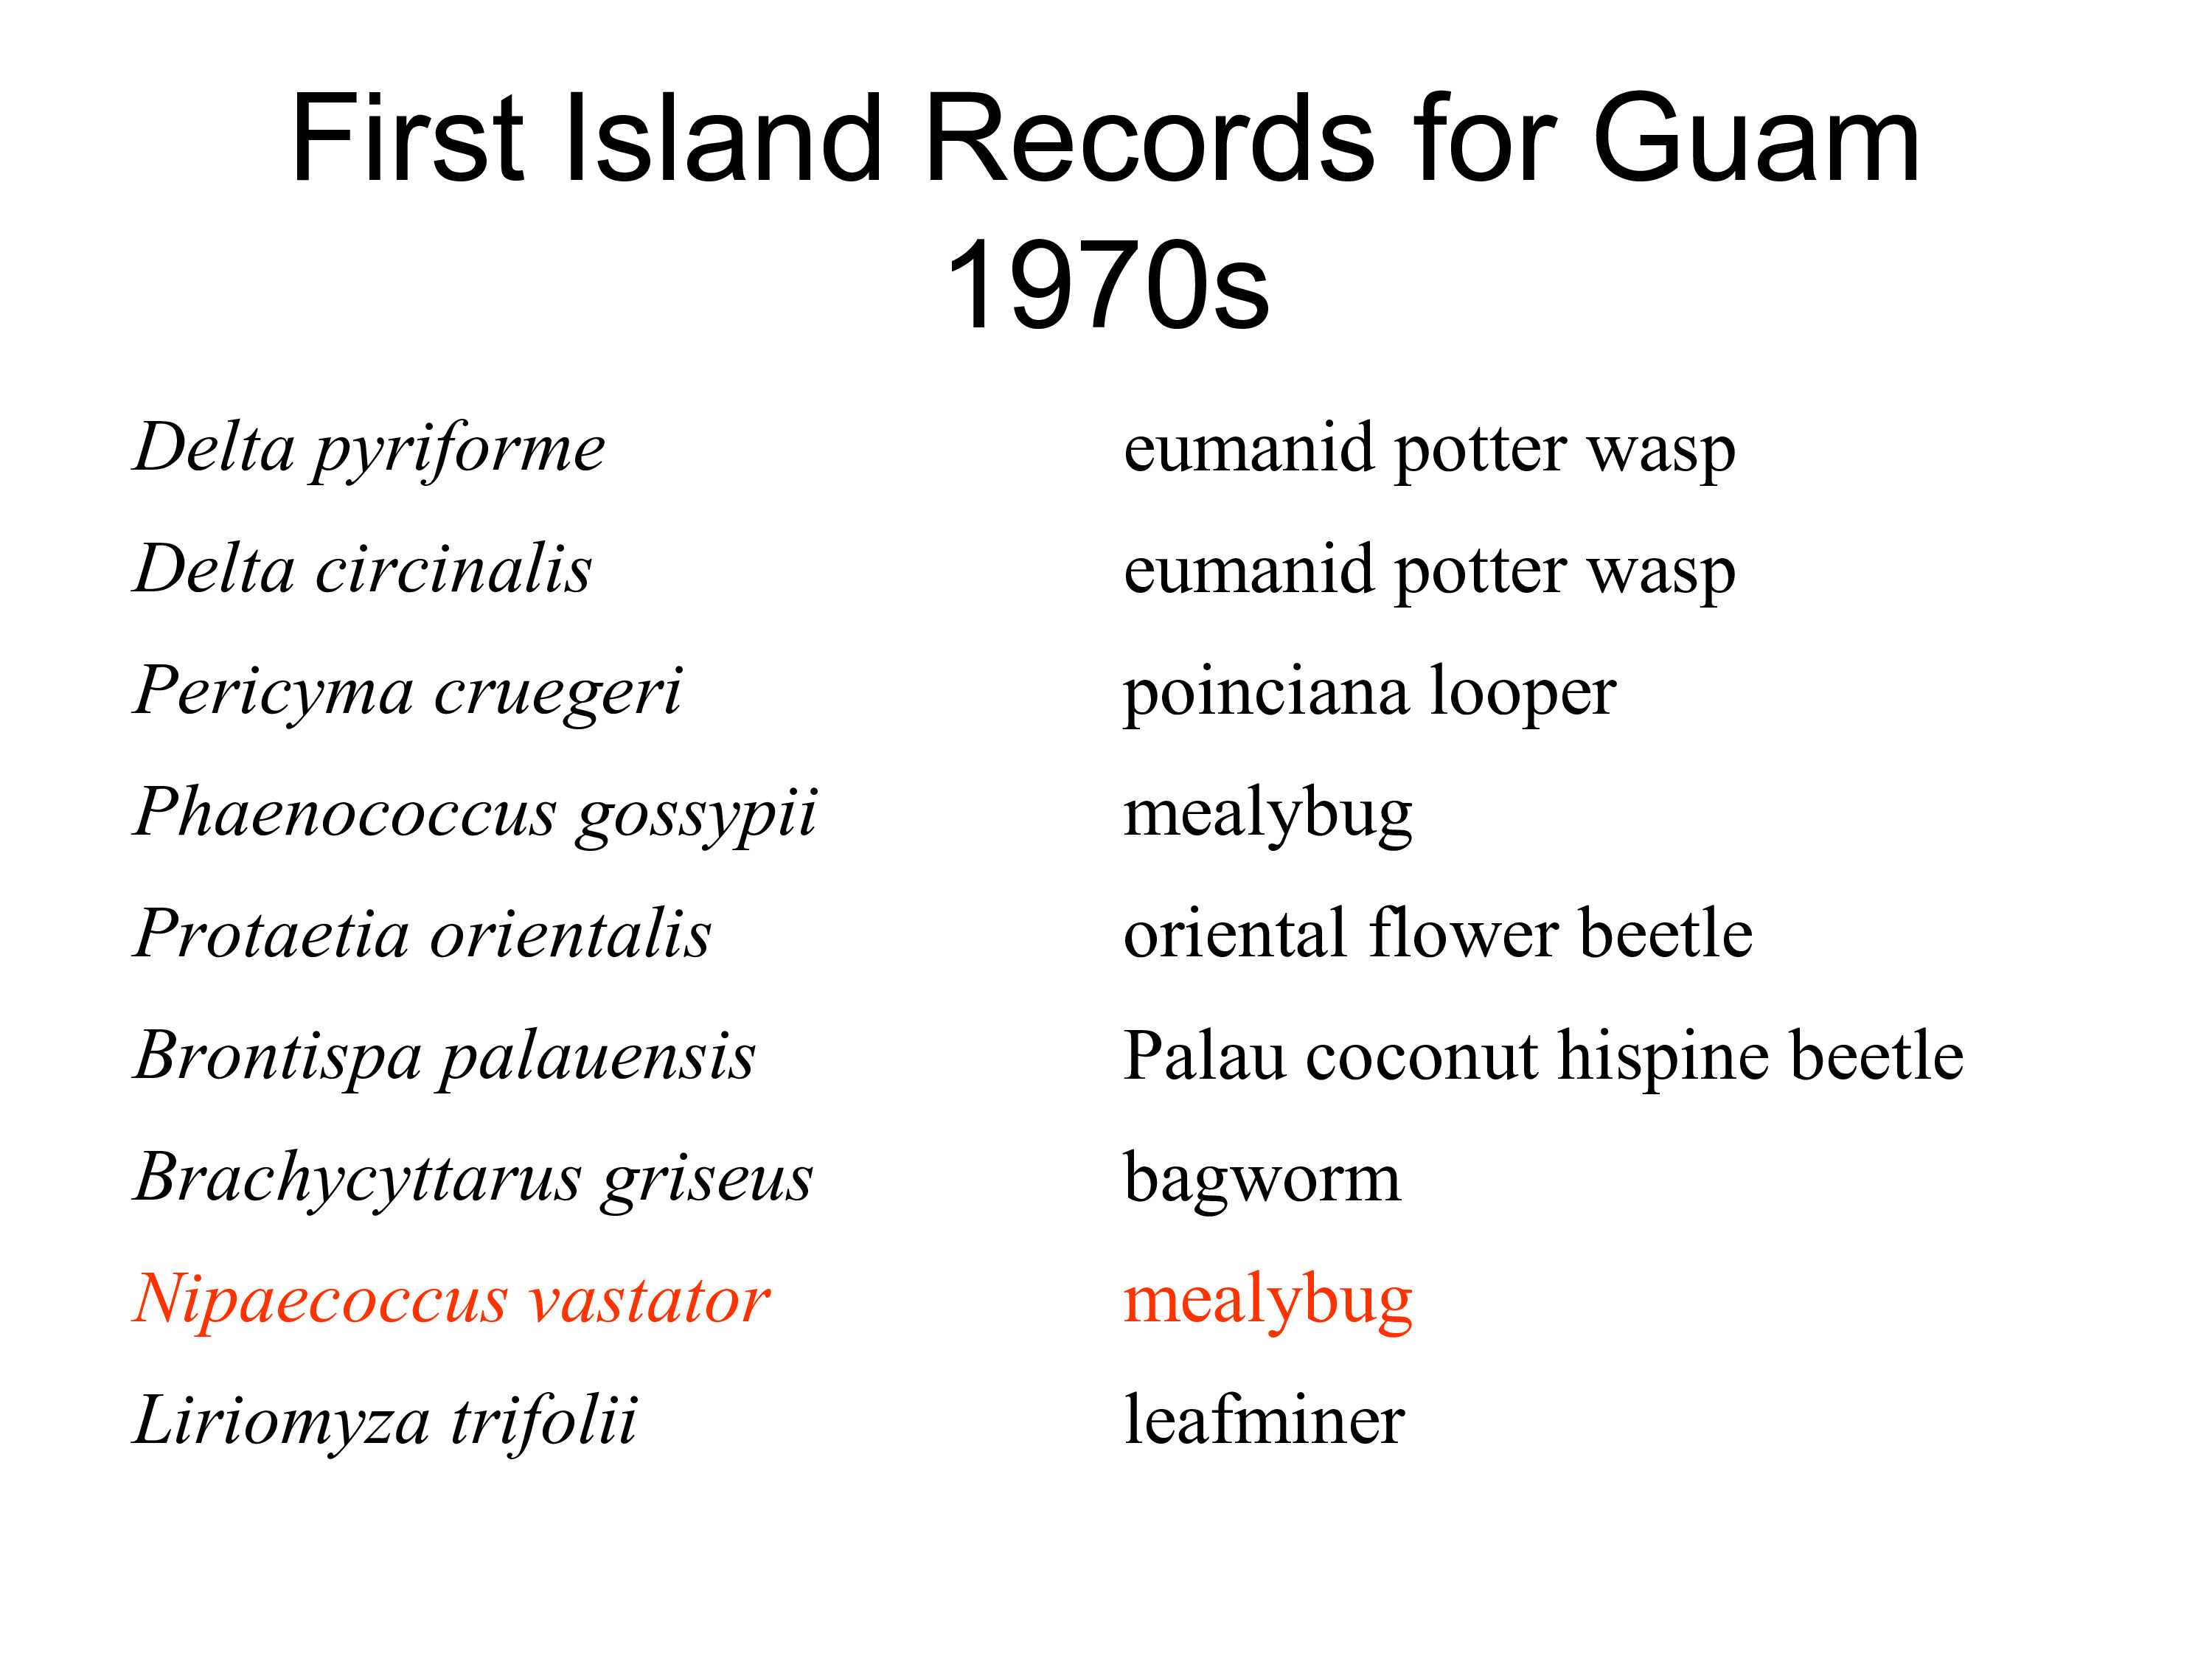 First Island Records for Guam
1970s
Delta pyriforme eumanid potter wasp
Delta circinalis eumanid potter wasp
Pericyma cruegeri poinciana looper
Phaenococcus gossypii mealybug
Protaetia orientalis oriental flower beetle
Brontispa palauensis Palau coconut hispine beetle
Brachycyttarus griseus bagworm
Nipaecoccus vastator mealybug
Liriomyza trifolii leafminer